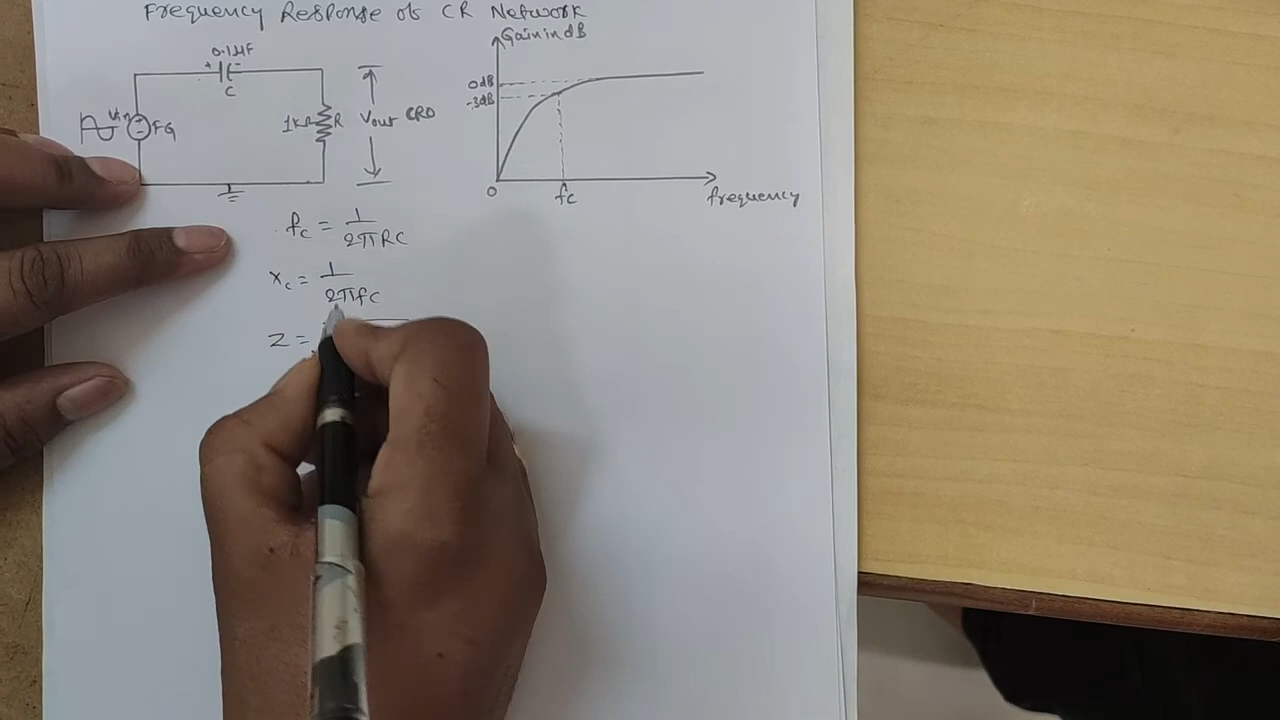 Frequency Response of CR Network
0.1µF
+ -
C
Vin
+
-
FG
1kΩ
R
Vout CRO
Gain in dB
0dB
-3dB
0
fc
frequency
fc = 1/2πRC
Xc = 1/2πfC
Z = √